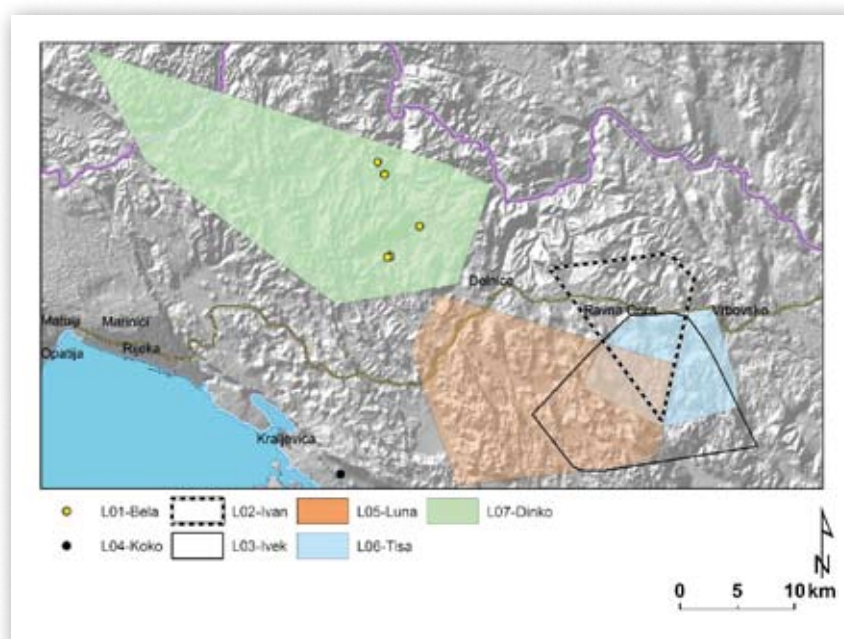 Delnice
Ravna Gora
Vrbovsko
Matulji Marinići
Opatija Rijeka
Kraljevica
L01-Bela L02-Ivan L05-Luna L07-Dinko
L04-Koko L03-Ivek L06-Tisa
N
0 5 10 km